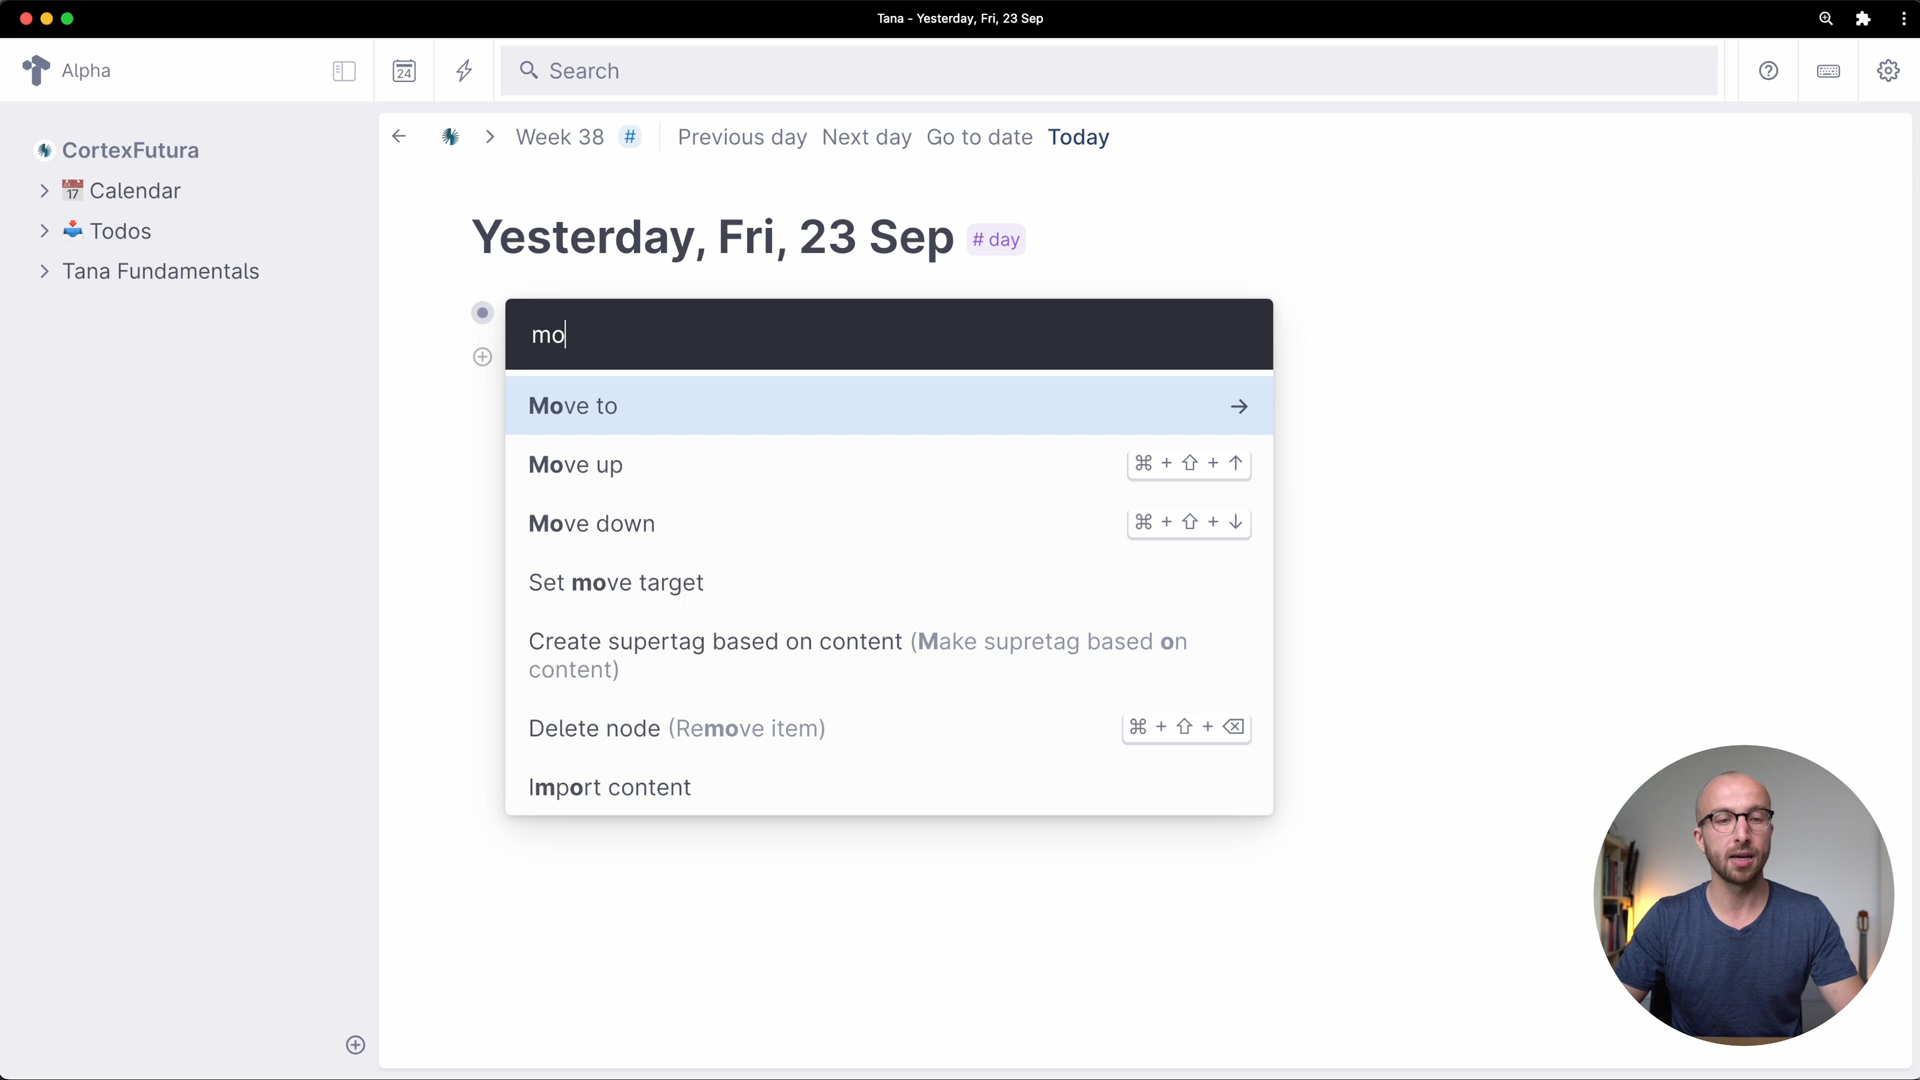 Tana - Yesterday, Fri, 23 Sep
Alpha
24
Search
CortexFutura
17 Calendar
Todos
Tana Fundamentals
Week 38 # Previous day Next day Go to date Today
Yesterday, Fri, 23 Sep # day
mo
Move to →
Move up ⌘ + ⇧ + ↑
Move down ⌘ + ⇧ + ↓
Set move target
Create supertag based on content (Make supretag based on
content)
Delete node (Remove item) ⌘ + ⇧ + ⌫
Import content